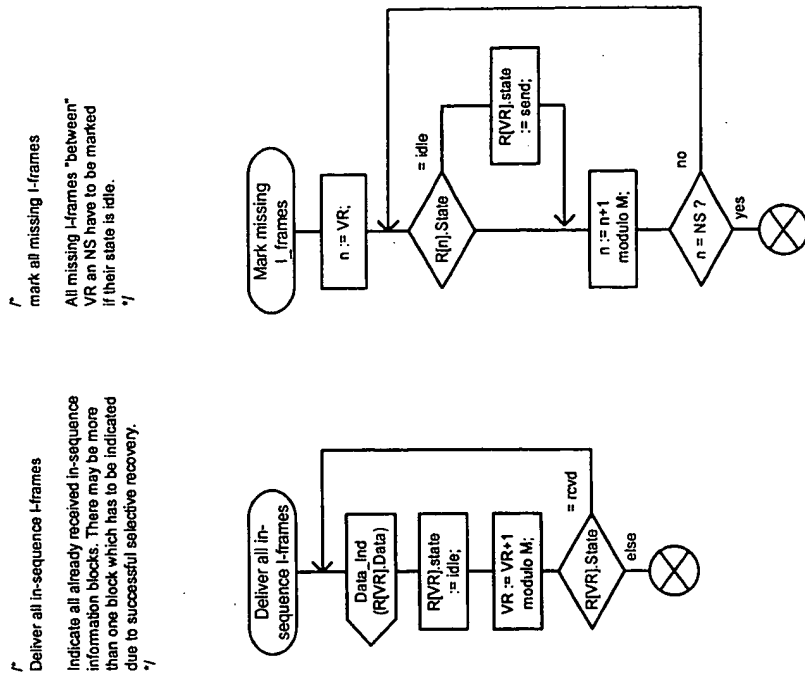 /*
Deliver all in-sequence I-frames
Indicate all already received in-sequence
information blocks. There may be more
than one block which has to be indicated
due to successful selective recovery.
*/
Deliver all in-
sequence I-frames
Data_Ind
(R[VR].Data)
R[VR].state
:= idle;
VR := VR+1
modulo M;
R[VR].State
= rcvd
else
/*
mark all missing I-frames
All missing I-frames "between"
VR an NS have to be marked
if their state is idle.
*/
Mark missing
I_frames
n := VR;
R[n].State
= idle
R[VR].state
:= send;
n := n+1
modulo M;
n = NS ?
no
yes